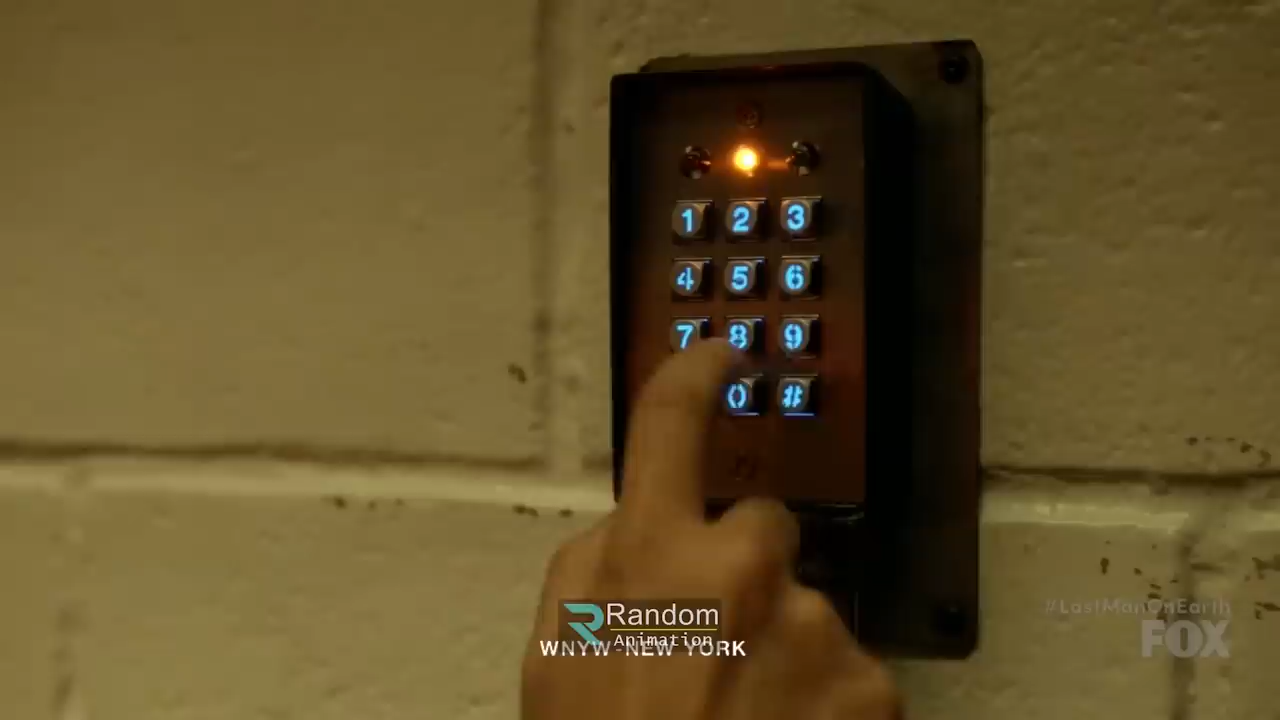 1 2 3
4 5 6
7 8 9
0 #
#LastManOnEarth
FOX
Random
Animation
WNYW-NEW YORK